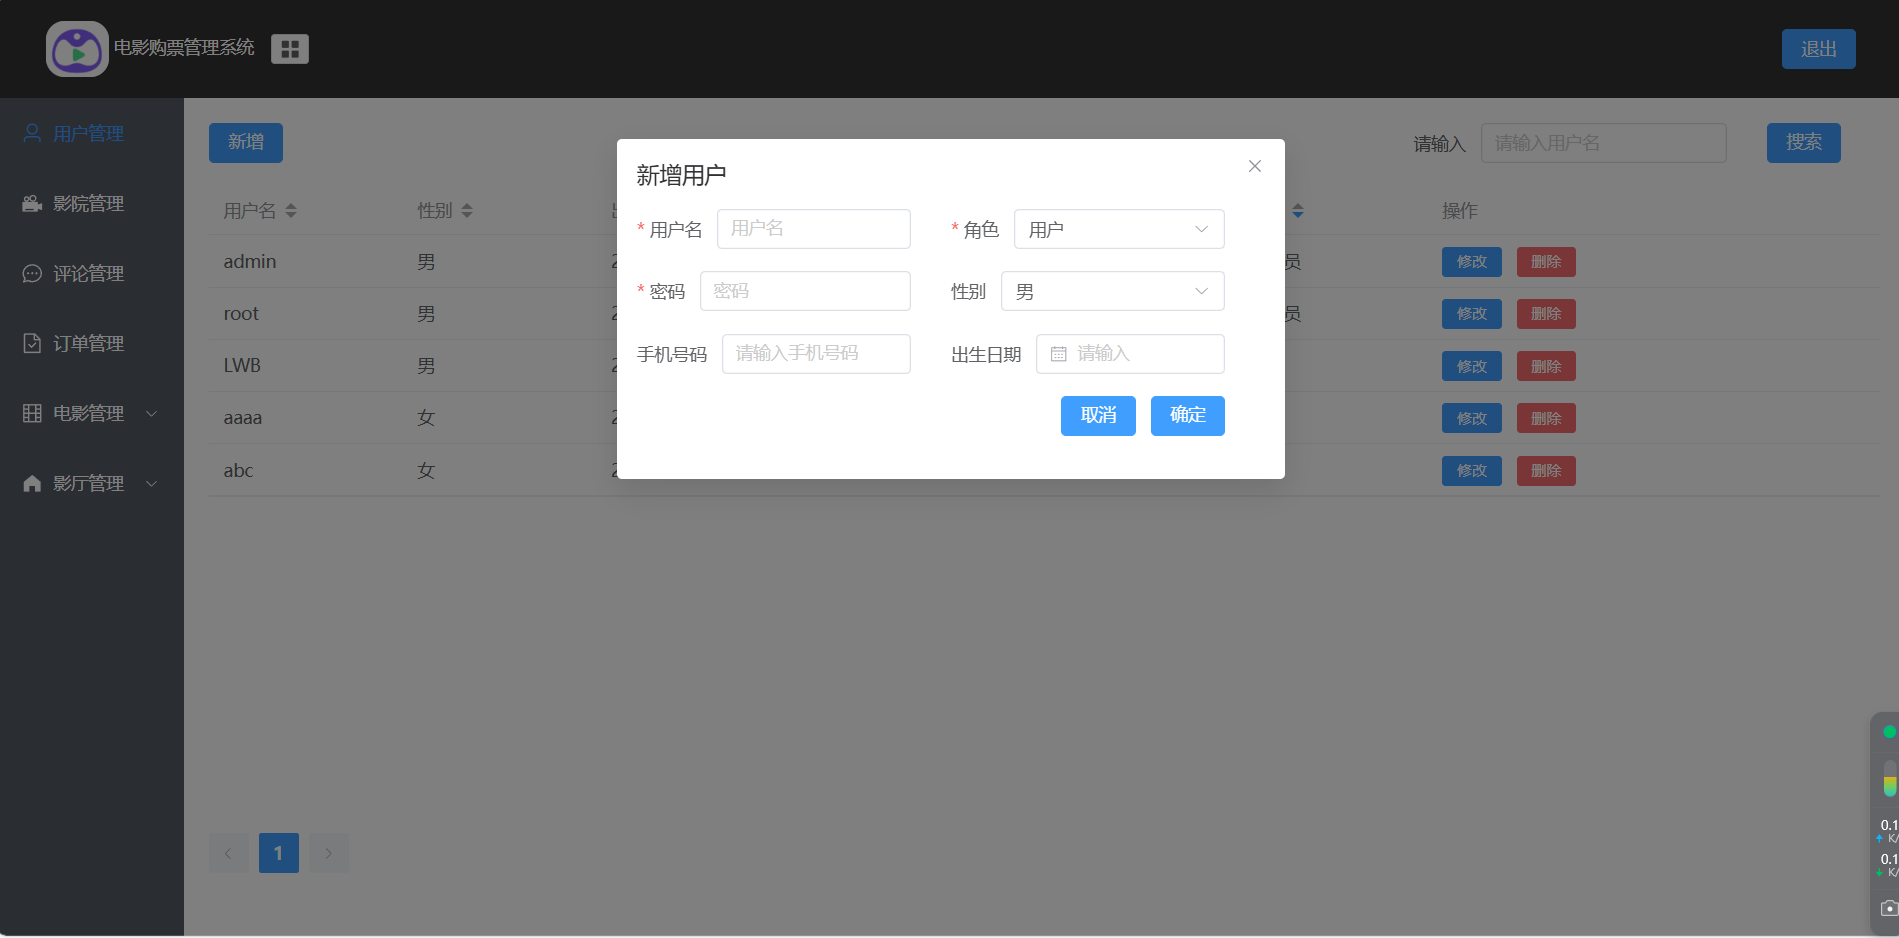 电影购票管理系统
退出
用户管理
影院管理
评论管理
订单管理
电影管理
影厅管理
新增
请输入 请输入用户名 搜索
用户名 性别 操作
admin 男 2 员 修改 删除
root 男 2 员 修改 删除
LWB 男 2 修改 删除
aaaa 女 2 修改 删除
abc 女 2 修改 删除
新增用户
* 用户名 用户名 * 角色 用户
* 密码 密码 性别 男
手机号码 请输入手机号码 出生日期 请输入
取消 确定
1
0.1
K/
0.1
K/